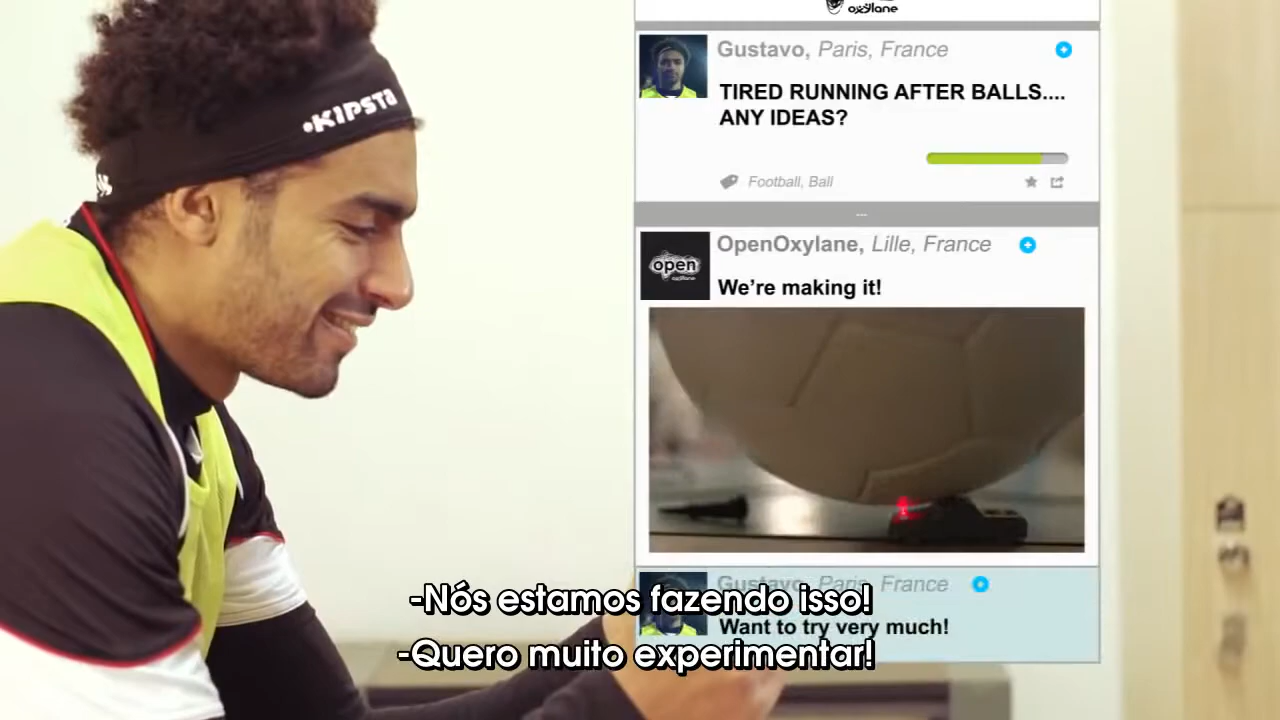 oxylane
KIPSTA
Gustavo, Paris, France
TIRED RUNNING AFTER BALLS....
ANY IDEAS?
Football, Ball
...
OpenOxylane, Lille, France
open
oxylane
We're making it!
Gustavo, Paris, France
Want to try very much!
-Nós estamos fazendo isso!
-Quero muito experimentar!